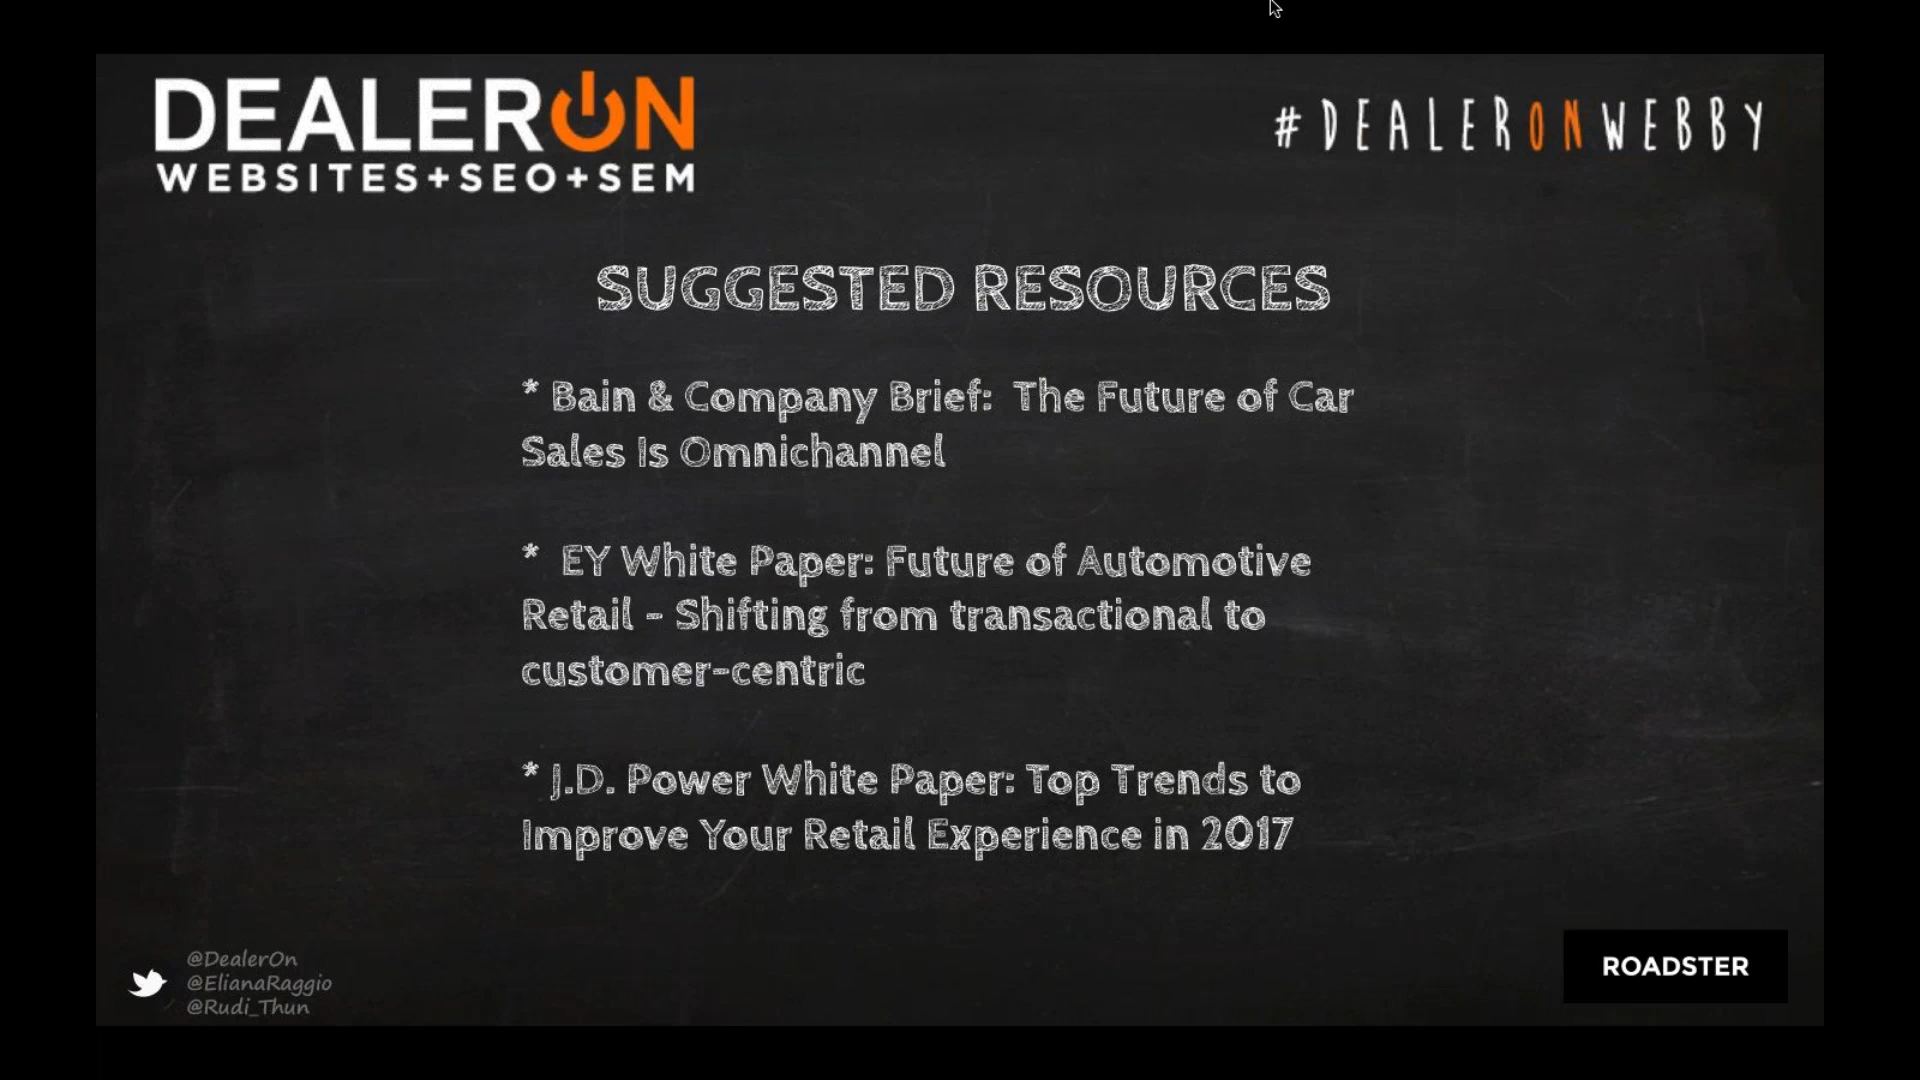 DEALERON
WEBSITES+SEO+SEM
#DEALERONWEBBY
SUGGESTED RESOURCES
* Bain & Company Brief:  The Future of Car
Sales Is Omnichannel
*  EY White Paper: Future of Automotive
Retail - Shifting from transactional to
customer-centric
* J.D. Power White Paper: Top Trends to
Improve Your Retail Experience in 2017
@DealerOn
@ElianaRaggio
@Rudi_Thun
ROADSTER